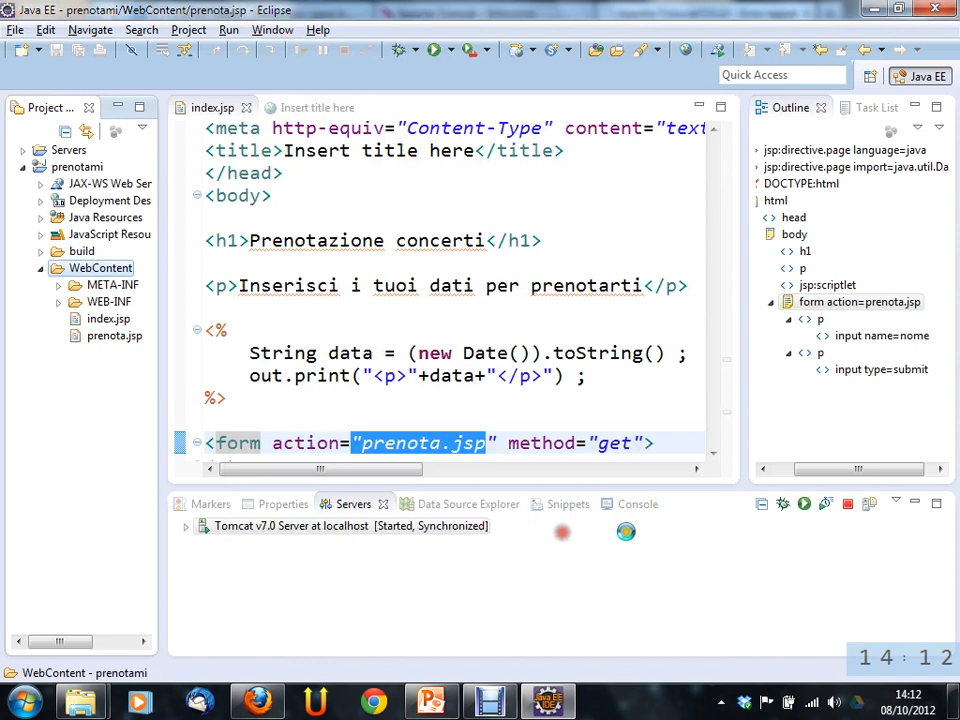 Java EE - prenotami/WebContent/prenota.jsp - Eclipse
File Edit Navigate Search Project Run Window Help
Quick Access
Java EE
Project ...
index.jsp
Insert title here
Outline
Task List
Servers
prenotami
JAX-WS Web Ser
Deployment Des
Java Resources
JavaScript Resou
build
WebContent
META-INF
WEB-INF
index.jsp
prenota.jsp
<meta http-equiv="Content-Type" content="text
<title>Insert title here</title>
</head>
<body>
<h1>Prenotazione concerti</h1>
<p>Inserisci i tuoi dati per prenotarti</p>
<%
String data = (new Date()).toString() ;
out.print("<p>"+data+"</p>") ;
%>
<form action="prenota.jsp" method="get">
jsp:directive.page language=java
jsp:directive.page import=java.util.Da
DOCTYPE:html
html
head
body
h1
p
jsp:scriptlet
form action=prenota.jsp
p
input name=nome
p
input type=submit
Markers
Properties
Servers
Data Source Explorer
Snippets
Console
Tomcat v7.0 Server at localhost [Started, Synchronized]
WebContent - prenotami
14:12
Java EE IDE
14:12
08/10/2012